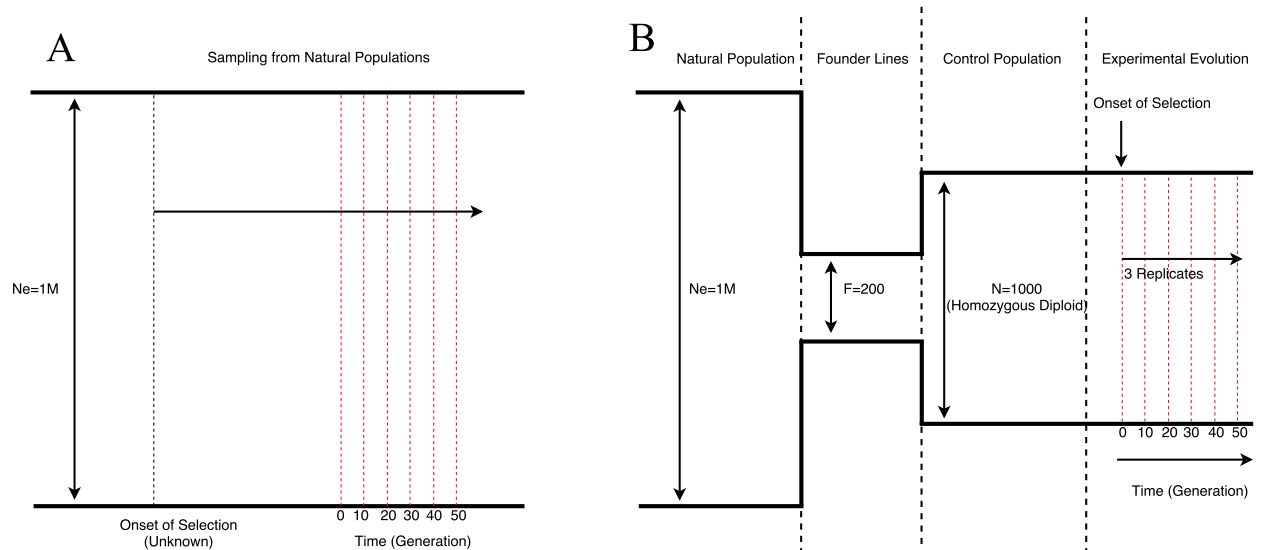 A
Sampling from Natural Populations
Ne=1M
Onset of Selection
(Unknown)
0 10 20 30 40 50
Time (Generation)
B
Natural Population
Founder Lines
Control Population
Experimental Evolution
Onset of Selection
Ne=1M
F=200
N=1000
(Homozygous Diploid)
3 Replicates
0 10 20 30 40 50
Time (Generation)